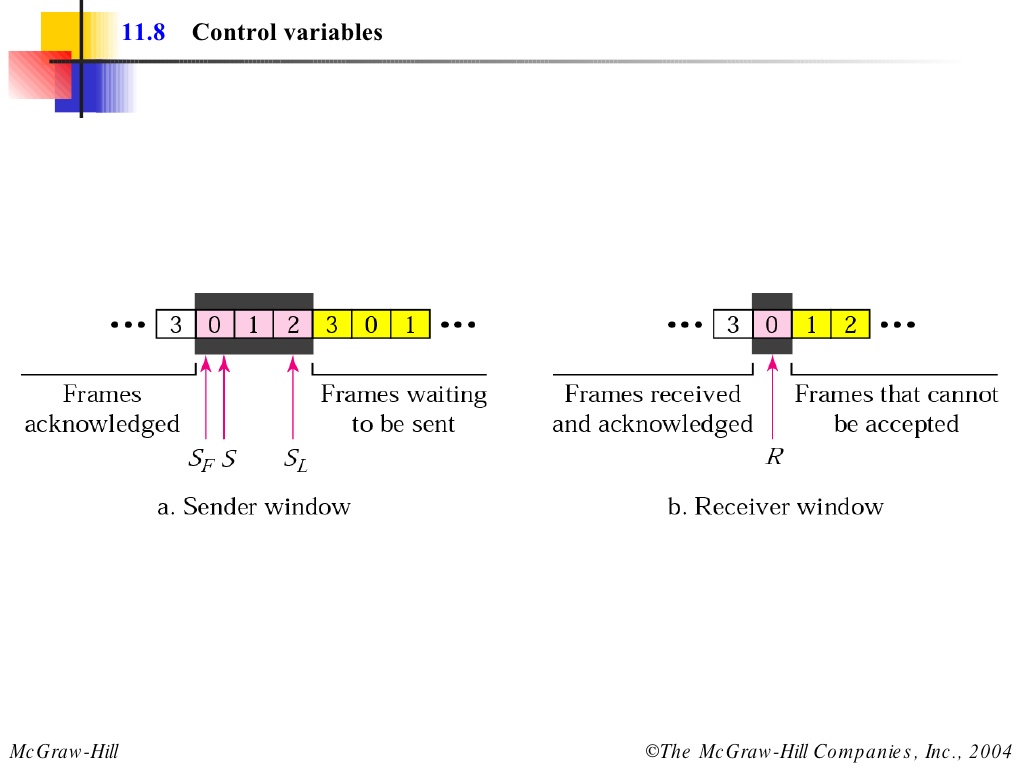 11.8 Control variables
••• 3 0 1 2 3 0 1 •••
Frames acknowledged
Frames waiting to be sent
S_F S S_L
a. Sender window
••• 3 0 1 2 •••
Frames received and acknowledged
Frames that cannot be accepted
R
b. Receiver window
McGraw-Hill
©The McGraw-Hill Companies, Inc., 2004